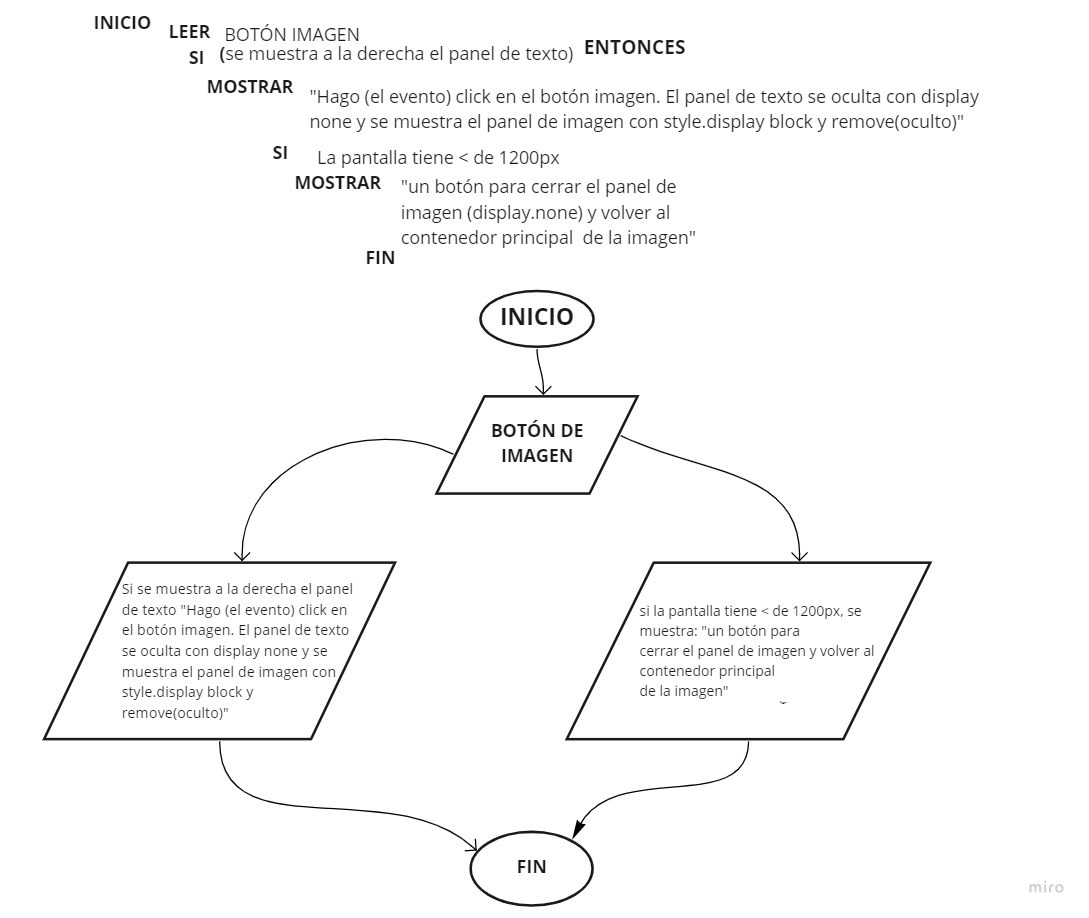 INICIO
LEER BOTÓN IMAGEN
SI (se muestra a la derecha el panel de texto) ENTONCES
MOSTRAR "Hago (el evento) click en el botón imagen. El panel de texto se oculta con display
none y se muestra el panel de imagen con style.display block y remove(oculto)"
SI La pantalla tiene < de 1200px
MOSTRAR "un botón para cerrar el panel de
imagen (display.none) y volver al
contenedor principal de la imagen"
FIN
INICIO
BOTÓN DE
IMAGEN
Si se muestra a la derecha el panel
de texto "Hago (el evento) click en
el botón imagen. El panel de texto
se oculta con display none y se
muestra el panel de imagen con
style.display block y
remove(oculto)"
si la pantalla tiene < de 1200px, se
muestra: "un botón para
cerrar el panel de imagen y volver al
contenedor principal
de la imagen"
FIN
miro